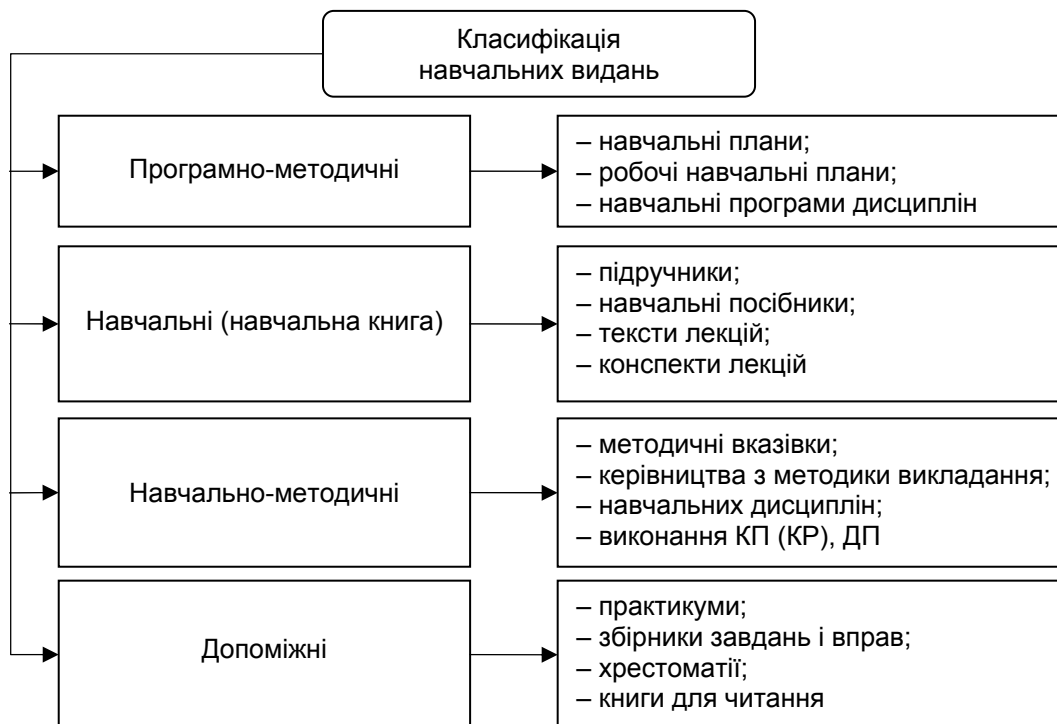 Класифікація
навчальних видань
Програмно-методичні
– навчальні плани;
– робочі навчальні плани;
– навчальні програми дисциплін
Навчальні (навчальна книга)
– підручники;
– навчальні посібники;
– тексти лекцій;
– конспекти лекцій
Навчально-методичні
– методичні вказівки;
– керівництва з методики викладання;
– навчальних дисциплін;
– виконання КП (КР), ДП
Допоміжні
– практикуми;
– збірники завдань і вправ;
– хрестоматії;
– книги для читання